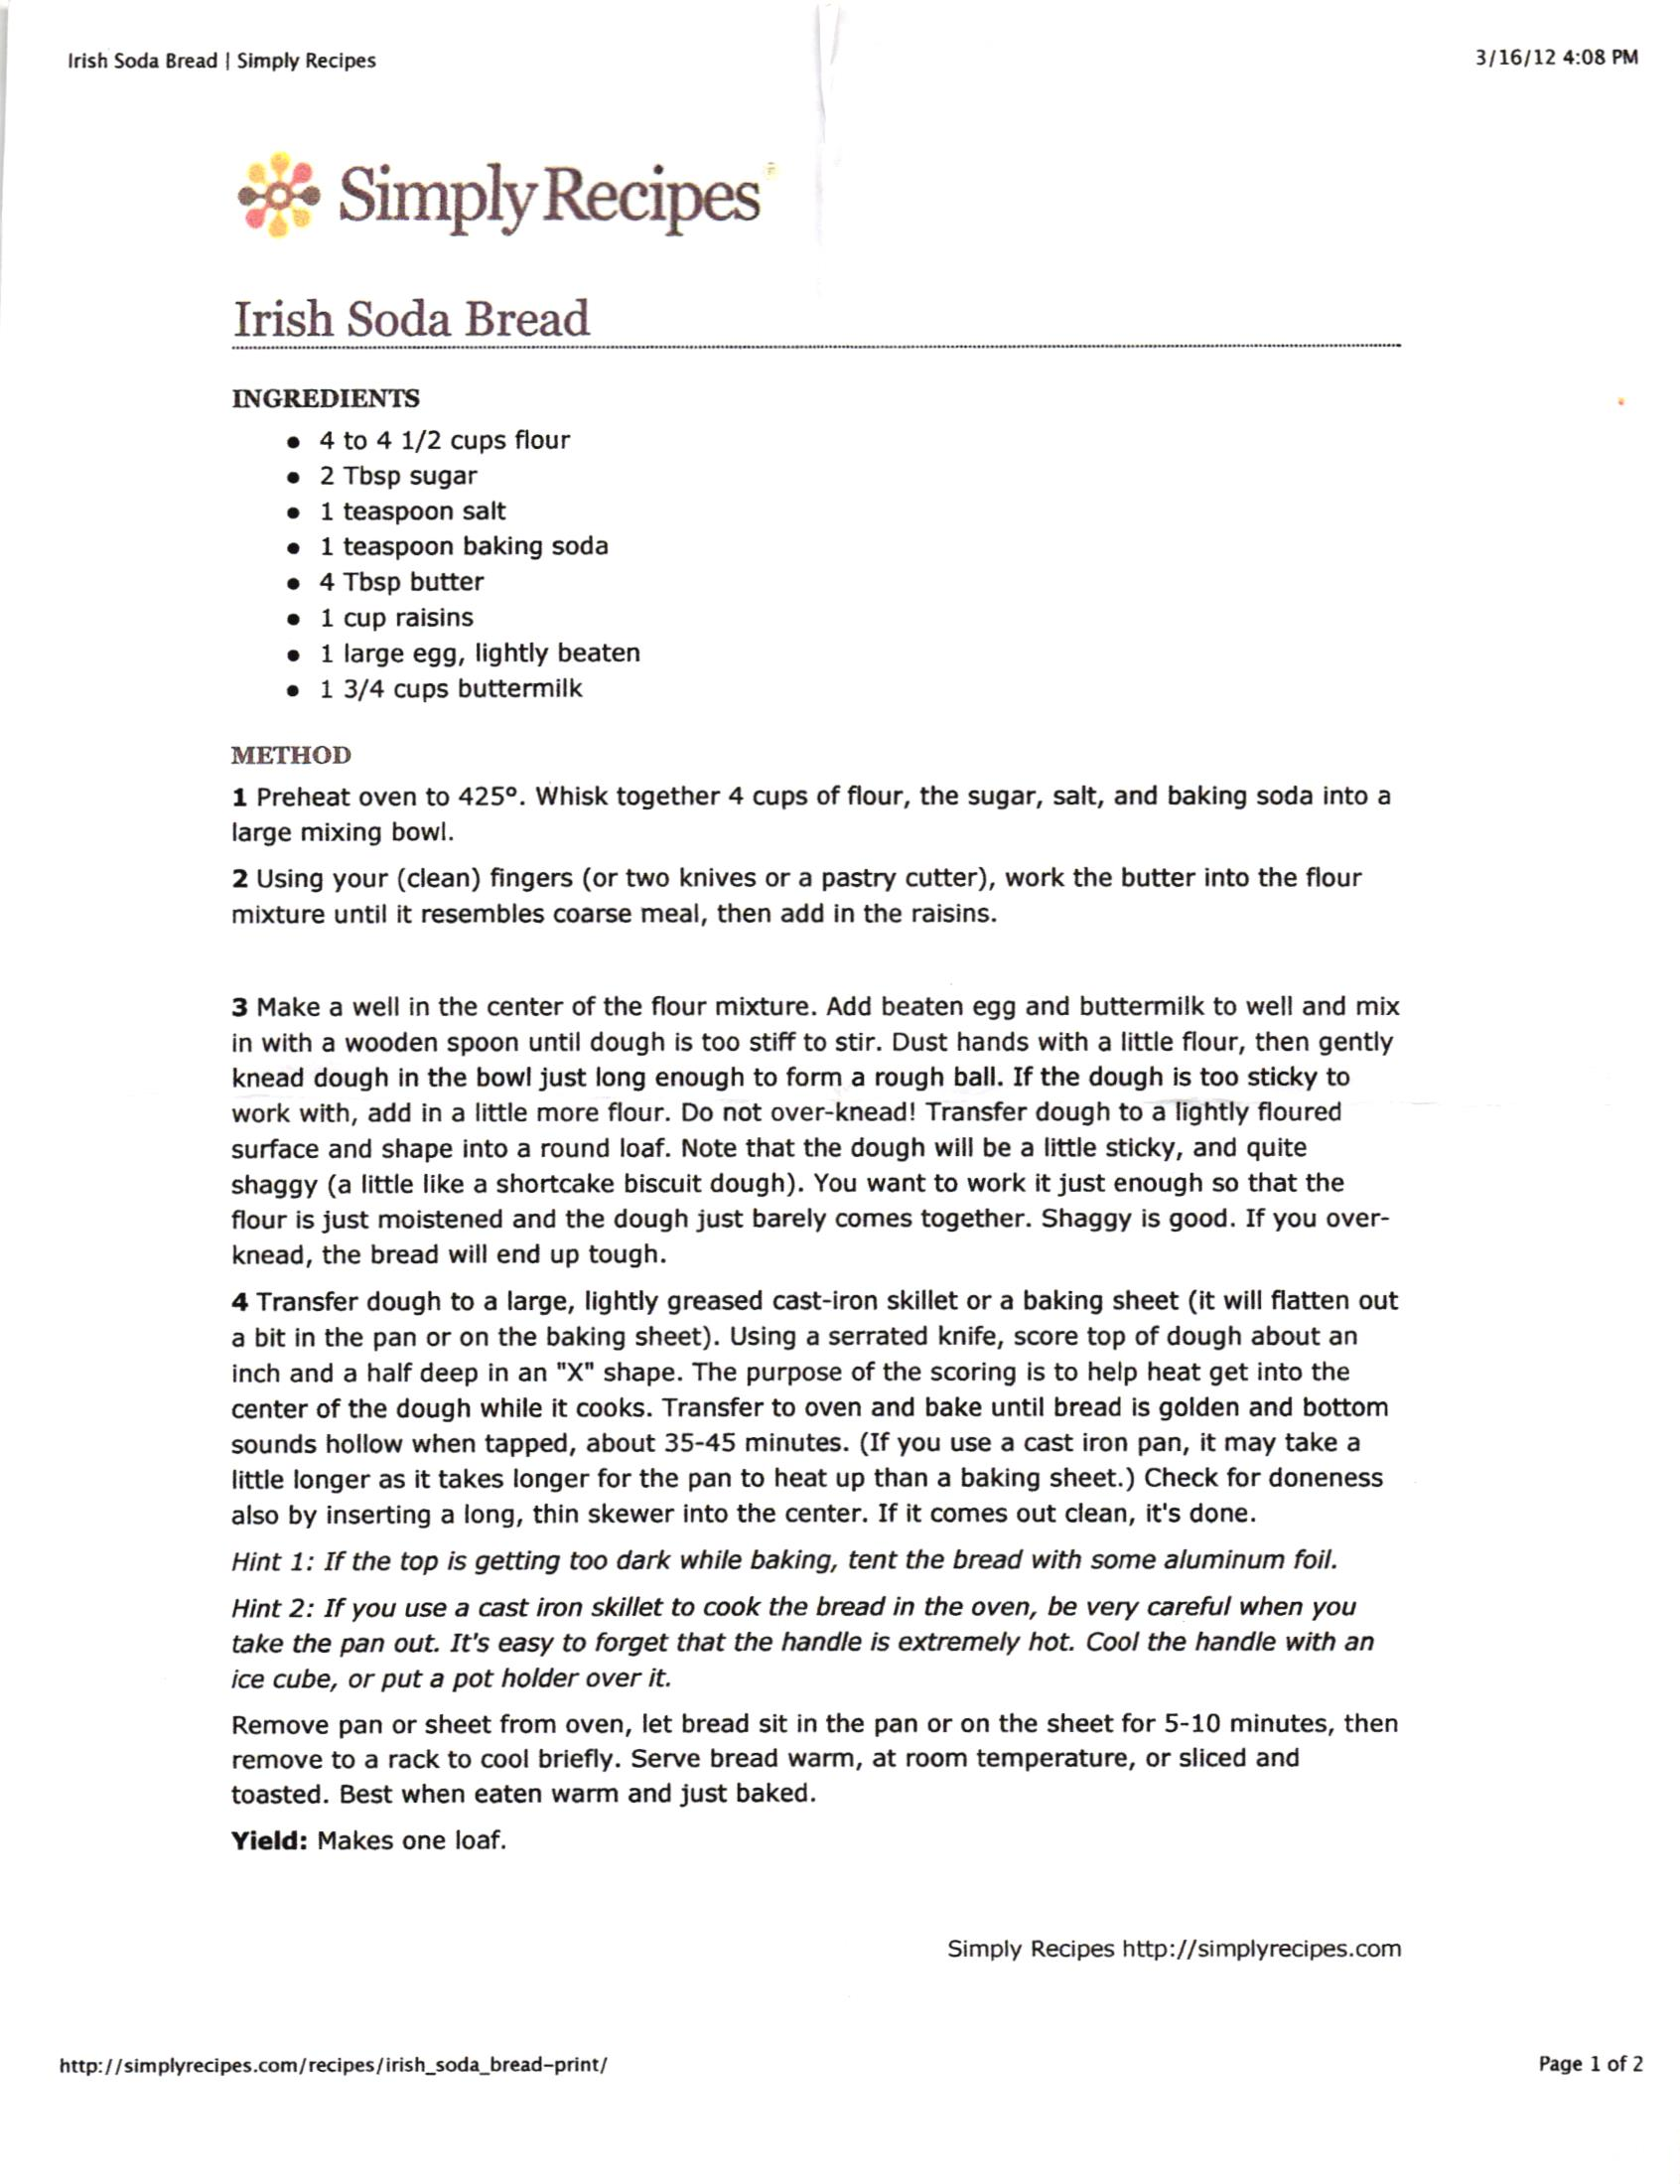 Irish Soda Bread | Simply Recipes
3/16/12 4:08 PM
SimplyRecipes
Irish Soda Bread
INGREDIENTS
● 4 to 4 1/2 cups flour
● 2 Tbsp sugar
● 1 teaspoon salt
● 1 teaspoon baking soda
● 4 Tbsp butter
● 1 cup raisins
● 1 large egg, lightly beaten
● 1 3/4 cups buttermilk
METHOD
1 Preheat oven to 425º. Whisk together 4 cups of flour, the sugar, salt, and baking soda into a
large mixing bowl.
2 Using your (clean) fingers (or two knives or a pastry cutter), work the butter into the flour
mixture until it resembles coarse meal, then add in the raisins.
3 Make a well in the center of the flour mixture. Add beaten egg and buttermilk to well and mix
in with a wooden spoon until dough is too stiff to stir. Dust hands with a little flour, then gently
knead dough in the bowl just long enough to form a rough ball. If the dough is too sticky to
work with, add in a little more flour. Do not over-knead! Transfer dough to a lightly floured
surface and shape into a round loaf. Note that the dough will be a little sticky, and quite
shaggy (a little like a shortcake biscuit dough). You want to work it just enough so that the
flour is just moistened and the dough just barely comes together. Shaggy is good. If you over-
knead, the bread will end up tough.
4 Transfer dough to a large, lightly greased cast-iron skillet or a baking sheet (it will flatten out
a bit in the pan or on the baking sheet). Using a serrated knife, score top of dough about an
inch and a half deep in an "X" shape. The purpose of the scoring is to help heat get into the
center of the dough while it cooks. Transfer to oven and bake until bread is golden and bottom
sounds hollow when tapped, about 35-45 minutes. (If you use a cast iron pan, it may take a
little longer as it takes longer for the pan to heat up than a baking sheet.) Check for doneness
also by inserting a long, thin skewer into the center. If it comes out clean, it's done.
Hint 1: If the top is getting too dark while baking, tent the bread with some aluminum foil.
Hint 2: If you use a cast iron skillet to cook the bread in the oven, be very careful when you
take the pan out. It's easy to forget that the handle is extremely hot. Cool the handle with an
ice cube, or put a pot holder over it.
Remove pan or sheet from oven, let bread sit in the pan or on the sheet for 5-10 minutes, then
remove to a rack to cool briefly. Serve bread warm, at room temperature, or sliced and
toasted. Best when eaten warm and just baked.
Yield: Makes one loaf.
Simply Recipes http://simplyrecipes.com
http://simplyrecipes.com/recipes/irish_soda_bread-print/
Page 1 of 2